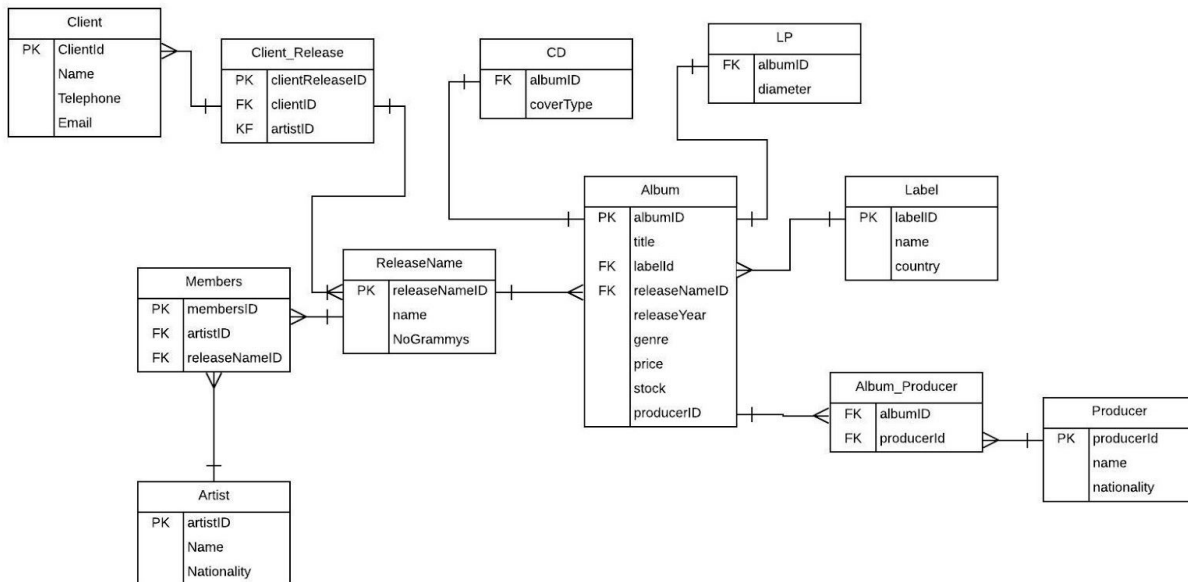 Client
PK ClientId
Name
Telephone
Email
Client_Release
PK clientReleaseID
FK clientID
KF artistID
CD
FK albumID
coverType
LP
FK albumID
diameter
Album
PK albumID
title
FK labelId
FK releaseNameID
releaseYear
genre
price
stock
producerID
Label
PK labelID
name
country
ReleaseName
PK releaseNameID
name
NoGrammys
Members
PK membersID
FK artistID
FK releaseNameID
Album_Producer
FK albumID
FK producerId
Producer
PK producerId
name
nationality
Artist
PK artistID
Name
Nationality